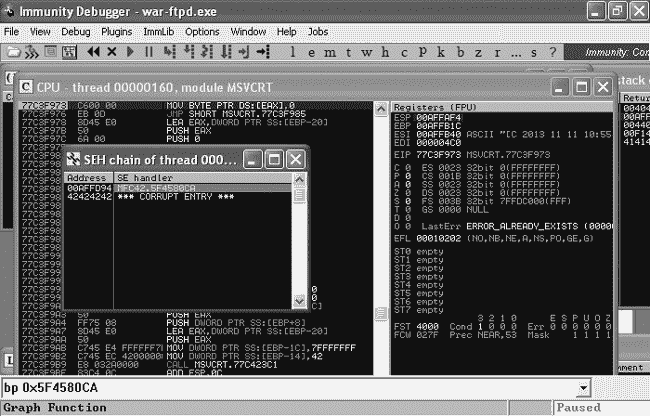 Immunity Debugger - war-ftpd.exe
File View Debug Plugins ImmLib Options Window Help Jobs
l e m t w h c p k b z r ... s ? Immunity: Con
CPU - thread 00000160, module MSVCRT
stack o
77C3F973 C600 00 MOV BYTE PTR DS:[EAX],0
77C3F976 EB 0D JMP SHORT MSVCRT.77C3F985
77C3F978 8D45 E0 LEA EAX,DWORD PTR SS:[EBP-20]
77C3F97B 50 PUSH EAX
77C3F97C 6A 00 PUSH 0
Registers (FPU)
ESP 00AFFAF4
EBP 00AFFB1C
ESI 00AFFB40 ASCII "IC 2013 11 11 10:55
EDI 000004C0
EIP 77C3F973 MSVCRT.77C3F973
C 0 ES 0023 32bit 0(FFFFFFFF)
P 0 CS 001B 32bit 0(FFFFFFFF)
A 0 SS 0023 32bit 0(FFFFFFFF)
Z 0 DS 0023 32bit 0(FFFFFFFF)
S 0 FS 003B 32bit 7FFDC000(FFF)
T 0 GS 0000 NULL
D 0
O 0 LastErr ERROR_ALREADY_EXISTS (0000
EFL 00010202 (NO,NB,NE,A,NS,PO,GE,G)
ST0 empty
ST1 empty
ST2 empty
ST3 empty
ST4 empty
ST5 empty
ST6 empty
ST7 empty
3 2 1 0 E S P U O Z
FST 4000 Cond 1 0 0 0 Err 0 0 0 0 0 0
FCW 027F Prec NEAR,53 Mask 1 1 1 1
Retur
SEH chain of thread 000...
Address SE handler
00AFFD94 MFC42.5F4580CA
42424242 *** CORRUPT ENTRY ***
77C3F9A3 50 PUSH EAX
77C3F9A4 FF75 08 PUSH DWORD PTR SS:[EBP+8]
77C3F9A7 8D45 E0 LEA EAX,DWORD PTR SS:[EBP-20]
77C3F9AA 50 PUSH EAX
77C3F9AB C745 E4 FFFFFF7F MOV DWORD PTR SS:[EBP-1C],7FFFFFFF
77C3F9B2 C745 EC 4200000 MOV DWORD PTR SS:[EBP-14],42
77C3F9B9 E8 032A0000 CALL MSVCRT.77C423C1
77C3F9BE 83C4 0C ADD ESP,0C
bp 0x5F4580CA
Graph Function
Paused